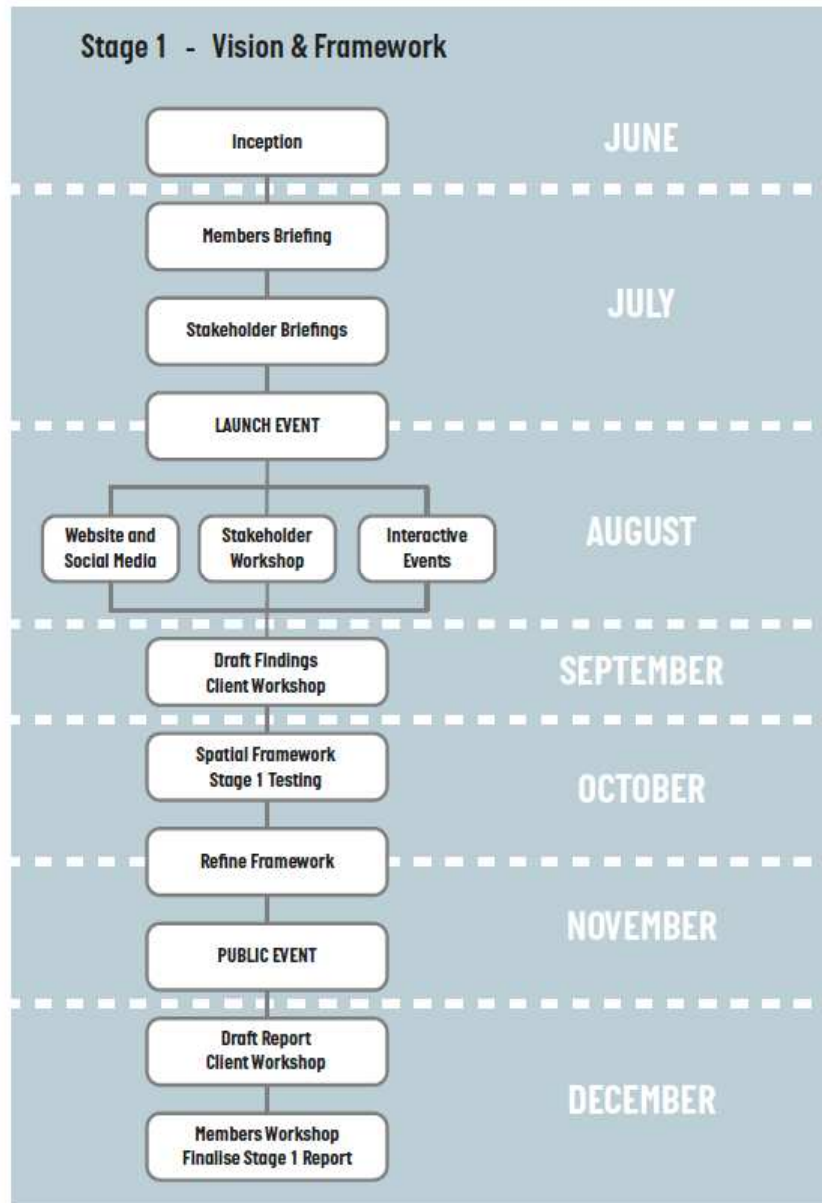 Stage 1 - Vision & Framework
Inception
JUNE
Members Briefing
JULY
Stakeholder Briefings
LAUNCH EVENT
Website and
Social Media
Stakeholder
Workshop
Interactive
Events
AUGUST
Draft Findings
Client Workshop
SEPTEMBER
Spatial Framework
Stage 1 Testing
OCTOBER
Refine Framework
PUBLIC EVENT
NOVEMBER
Draft Report
Client Workshop
DECEMBER
Members Workshop
Finalise Stage 1 Report